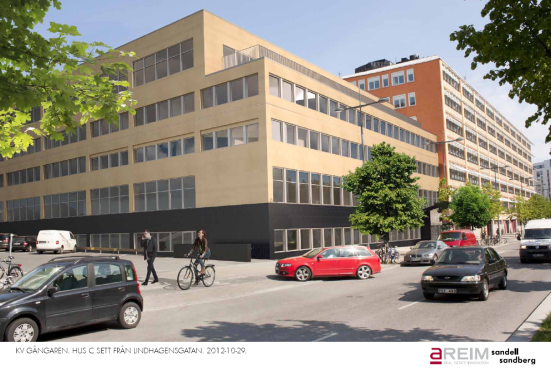 KV GÅNGAREN. HUS C SETT FRÅN LINDHAGENSGATAN. 2012-10-29.
AREIM sandell
sandberg